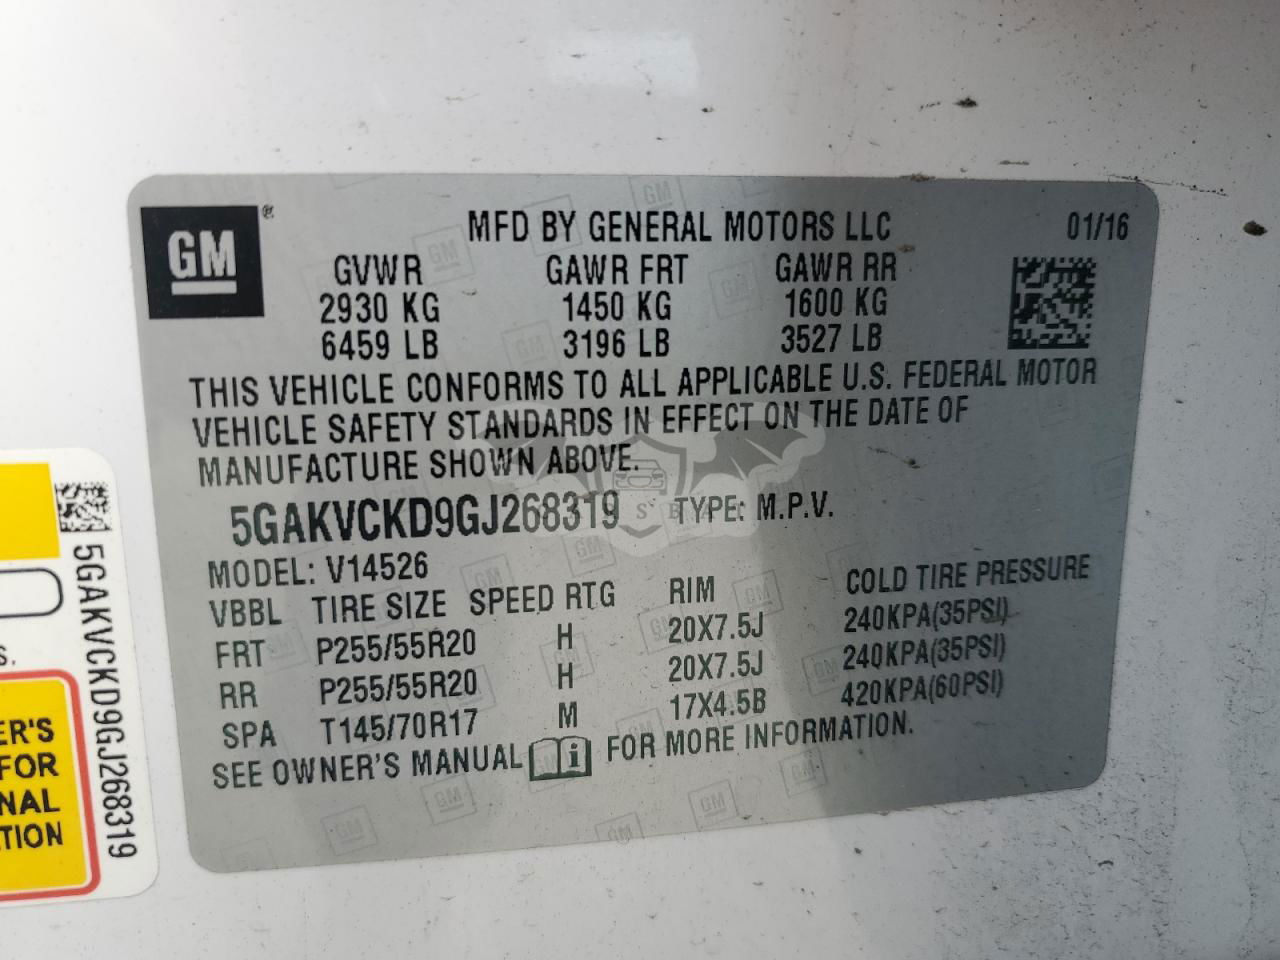 GM ®
MFD BY GENERAL MOTORS LLC 01/16
GVWR GAWR FRT GAWR RR
2930 KG 1450 KG 1600 KG
6459 LB 3196 LB 3527 LB
THIS VEHICLE CONFORMS TO ALL APPLICABLE U.S. FEDERAL MOTOR
VEHICLE SAFETY STANDARDS IN EFFECT ON THE DATE OF
MANUFACTURE SHOWN ABOVE.
5GAKVCKD9GJ268319 TYPE: M.P.V.
MODEL: V14526
VBBL TIRE SIZE SPEED RTG RIM COLD TIRE PRESSURE
FRT P255/55R20 H 20X7.5J 240KPA(35PSI)
RR P255/55R20 H 20X7.5J 240KPA(35PSI)
SPA T145/70R17 M 17X4.5B 420KPA(60PSI)
SEE OWNER'S MANUAL i FOR MORE INFORMATION.
5GAKVCKD9GJ268319
S.
ER'S
FOR
NAL
TION